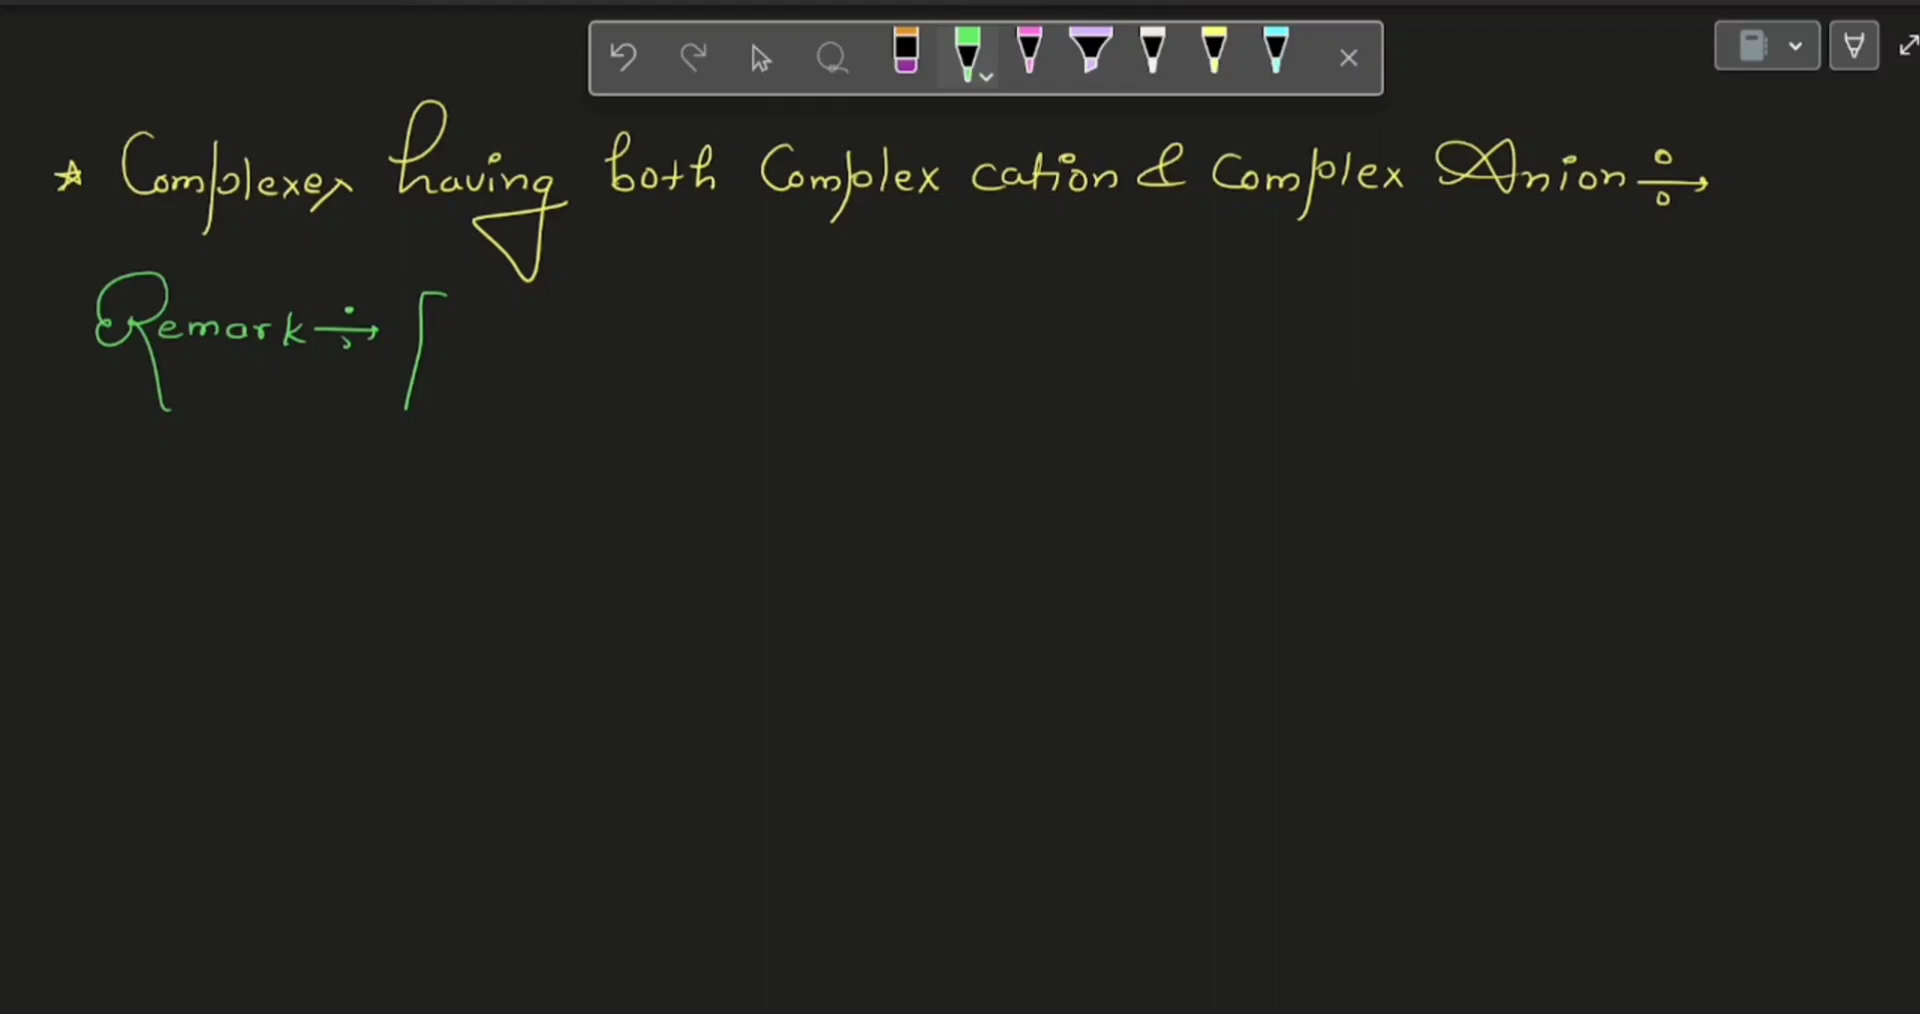 * Complexes having both Complex cation & Complex Anion ÷
Remark ÷ [